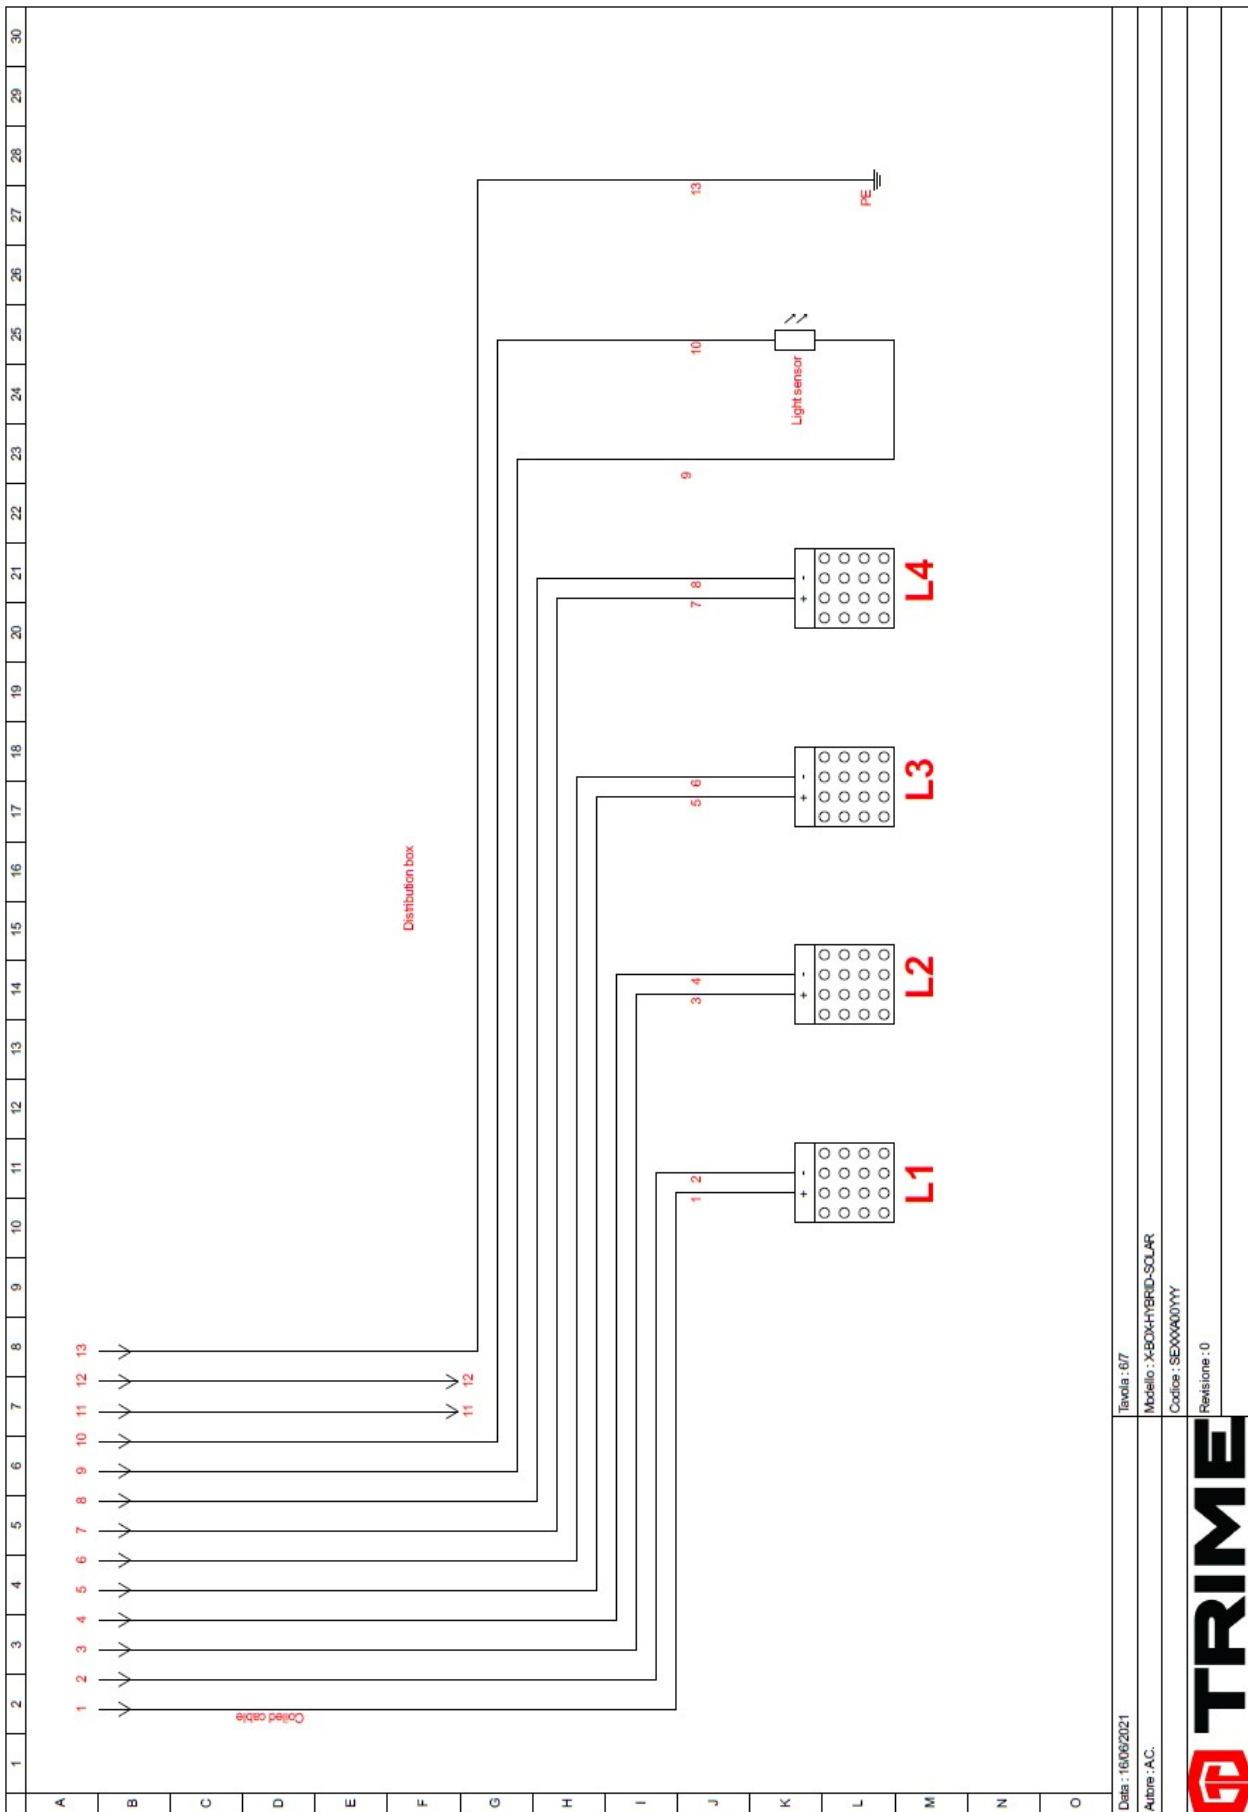 1 2 3 4 5 6 7 8 9 10 11 12 13 14 15 16 17 18 19 20 21 22 23 24 25 26 27 28 29 30
A
B
C
D
E
F
G
H
I
J
K
L
M
N
O
1 2 3 4 5 6 7 8 9 10 11 12 13
Coiled cable
Distribution box
11 12
1 2 3 4 5 6 7 8 9 10 13
Light sensor
PE
+ - + - + - + -
L1 L2 L3 L4
Data : 16/06/2021
Autore : A.C.
Tavola : 6/7
Modello : X-BOX-HYBRID-SOLAR
Codice : SEXXXA00YYY
Revisione : 0
TRIME